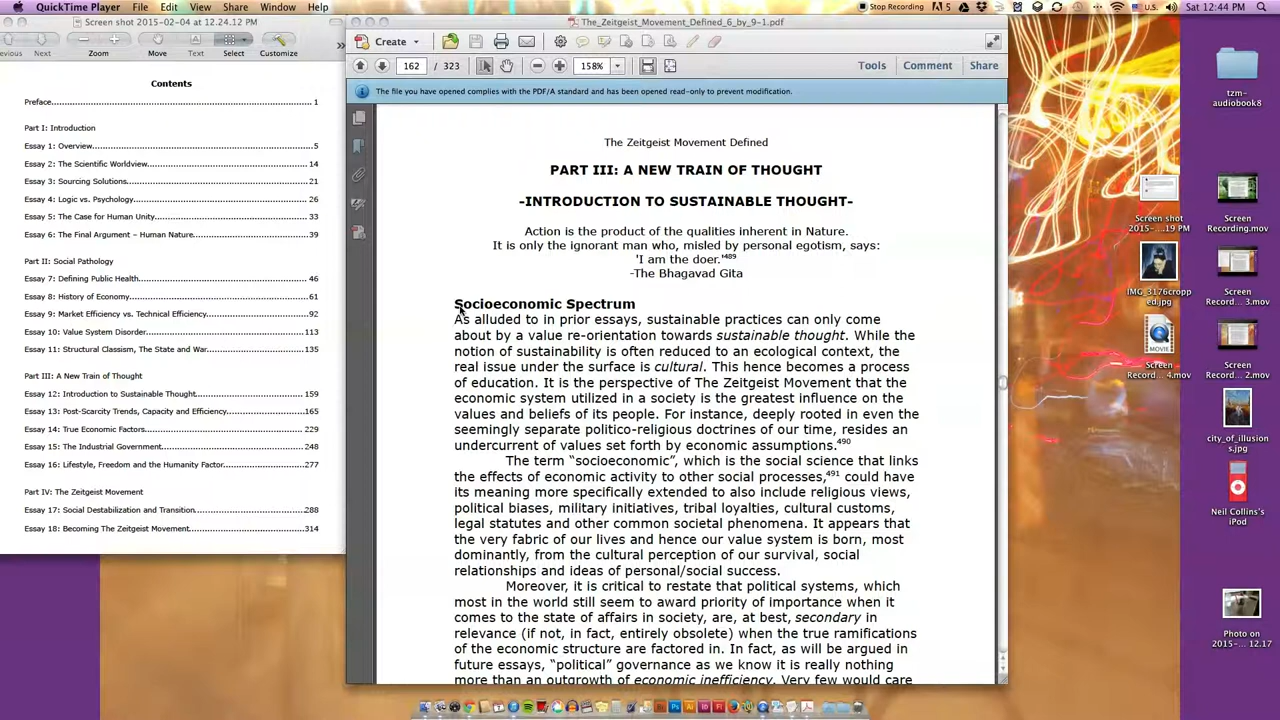 QuickTime Player File Edit View Share Window Help
Stop Recording 5 U.S. Sat 12:44 PM
Screen shot 2015-02-04 at 12.24.12 PM
Next Zoom Move Text Select Customize
Contents
Preface 1
Part I: Introduction
Essay 1: Overview 5
Essay 2: The Scientific Worldview 14
Essay 3: Sourcing Solutions 21
Essay 4: Logic vs. Psychology 26
Essay 5: The Case for Human Unity 33
Essay 6: The Final Argument – Human Nature 39
Part II: Social Pathology
Essay 7: Defining Public Health 46
Essay 8: History of Economy 61
Essay 9: Market Efficiency vs. Technical Efficiency 92
Essay 10: Value System Disorder 113
Essay 11: Structural Classism, The State and War 135
Part III: A New Train of Thought
Essay 12: Introduction to Sustainable Thought 159
Essay 13: Post-Scarcity Trends, Capacity and Efficiency 165
Essay 14: True Economic Factors 229
Essay 15: The Industrial Government 248
Essay 16: Lifestyle, Freedom and the Humanity Factor 277
Part IV: The Zeitgeist Movement
Essay 17: Social Destabilization and Transition 288
Essay 18: Becoming The Zeitgeist Movement 314
The_Zeitgeist_Movement_Defined_6_by_9-1.pdf
Create
162 / 323 158% Tools Comment Share
The file you have opened complies with the PDF/A standard and has been opened read-only to prevent modification.
The Zeitgeist Movement Defined
PART III: A NEW TRAIN OF THOUGHT
-INTRODUCTION TO SUSTAINABLE THOUGHT-
Action is the product of the qualities inherent in Nature.
It is only the ignorant man who, misled by personal egotism, says:
'I am the doer.'489
-The Bhagavad Gita
Socioeconomic Spectrum
As alluded to in prior essays, sustainable practices can only come
about by a value re-orientation towards sustainable thought. While the
notion of sustainability is often reduced to an ecological context, the
real issue under the surface is cultural. This hence becomes a process
of education. It is the perspective of The Zeitgeist Movement that the
economic system utilized in a society is the greatest influence on the
values and beliefs of its people. For instance, deeply rooted in even the
seemingly separate politico-religious doctrines of our time, resides an
undercurrent of values set forth by economic assumptions.490
The term “socioeconomic”, which is the social science that links
the effects of economic activity to other social processes,491 could have
its meaning more specifically extended to also include religious views,
political biases, military initiatives, tribal loyalties, cultural customs,
legal statutes and other common societal phenomena. It appears that
the very fabric of our lives and hence our value system is born, most
dominantly, from the cultural perception of our survival, social
relationships and ideas of personal/social success.
Moreover, it is critical to restate that political systems, which
most in the world still seem to award priority of importance when it
comes to the state of affairs in society, are, at best, secondary in
relevance (if not, in fact, entirely obsolete) when the true ramifications
of the economic structure are factored in. In fact, as will be argued in
future essays, “political” governance as we know it is really nothing
more than an outgrowth of economic inefficiency. Very few would care
tzm-
audiobook8
Screen shot
2015-...19 PM
Screen
Recording.mov
IMG_3176cropp
ed.jpg
Screen
Record...3.mov
MOVIE
Screen
Record...4.mov
Screen
Record...2.mov
city_of_illusion
s.jpg
Neil Collins's
iPod
Photo on
2015-...12.17